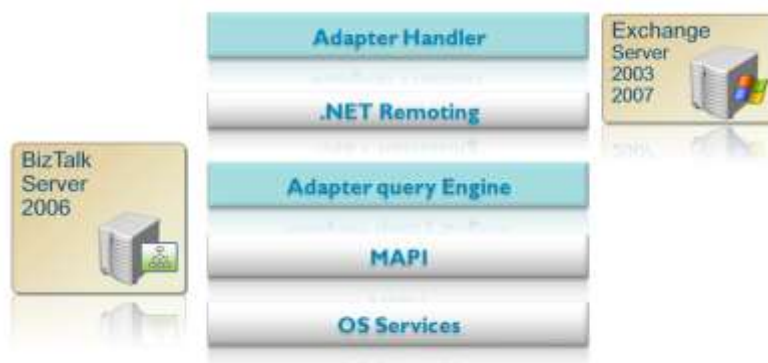 Adapter Handler
Exchange
Server
2003
2007
.NET Remoting
BizTalk
Server
2006
Adapter query Engine
MAPI
OS Services